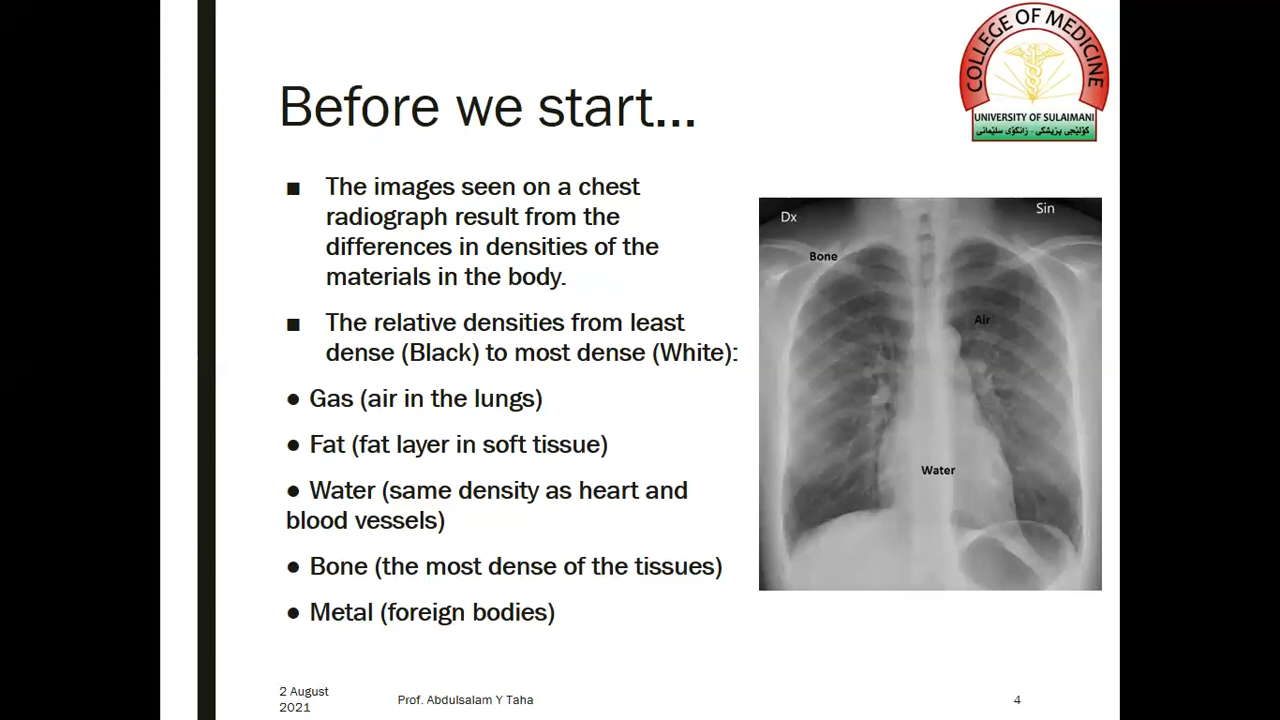 COLLEGE OF MEDICINE
UNIVERSITY OF SULAIMANI
كۆلێجی پزیشکی - زانکۆی سلێمانی
Before we start...
■ The images seen on a chest
radiograph result from the
differences in densities of the
materials in the body.
■ The relative densities from least
dense (Black) to most dense (White):
● Gas (air in the lungs)
● Fat (fat layer in soft tissue)
● Water (same density as heart and
blood vessels)
● Bone (the most dense of the tissues)
● Metal (foreign bodies)
Dx
Sin
Bone
Air
Water
2 August
2021
Prof. Abdulsalam Y Taha
4